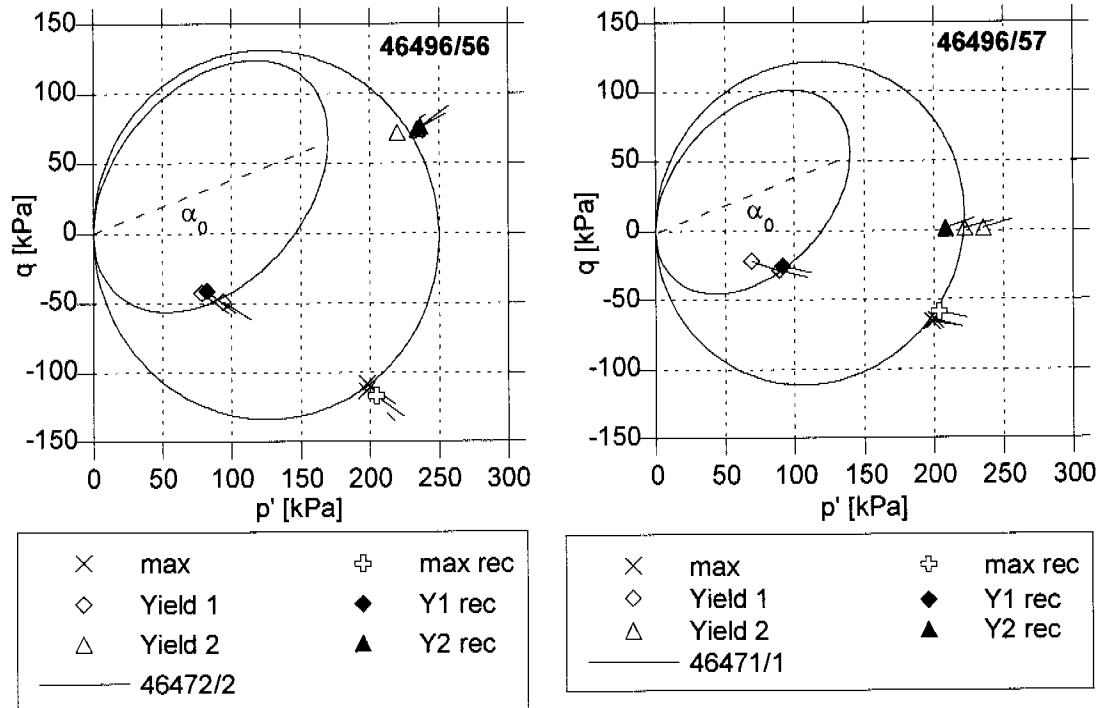 46496/56
150
100
50
0
-50
-100
-150
q [kPa]
α0
0 50 100 150 200 250 300
p' [kPa]
max
max rec
Yield 1
Y1 rec
Yield 2
Y2 rec
46472/2
46496/57
150
100
50
0
-50
-100
-150
q [kPa]
α0
0 50 100 150 200 250 300
p' [kPa]
max
max rec
Yield 1
Y1 rec
Yield 2
Y2 rec
46471/1